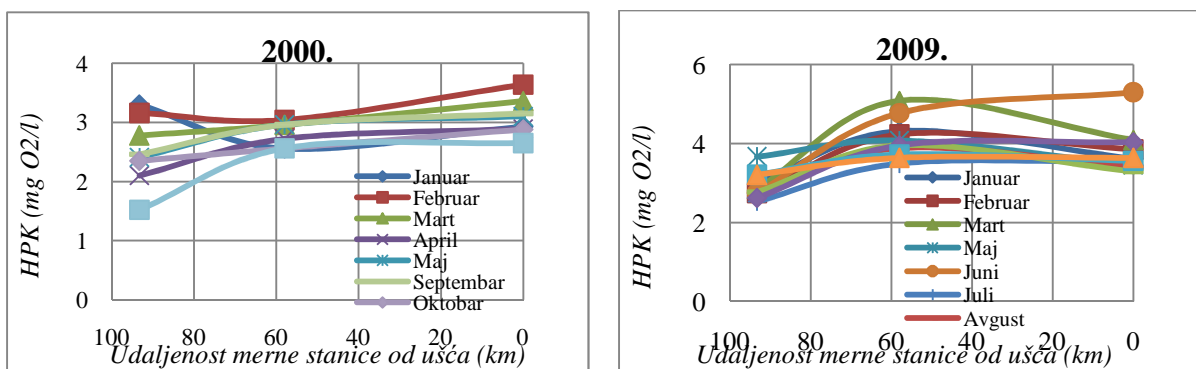 2000.
HPK (mg O2/l)
4
3
2
1
0
100
80
60
40
20
0
Januar
Februar
Mart
April
Maj
Septembar
Oktobar
Udaljenost merne stanice od ušća (km)
2009.
HPK (mg O2/l)
6
4
2
0
100
80
60
40
20
0
Januar
Februar
Mart
Maj
Juni
Juli
Avgust
Udaljenost merne stanice od ušća (km)